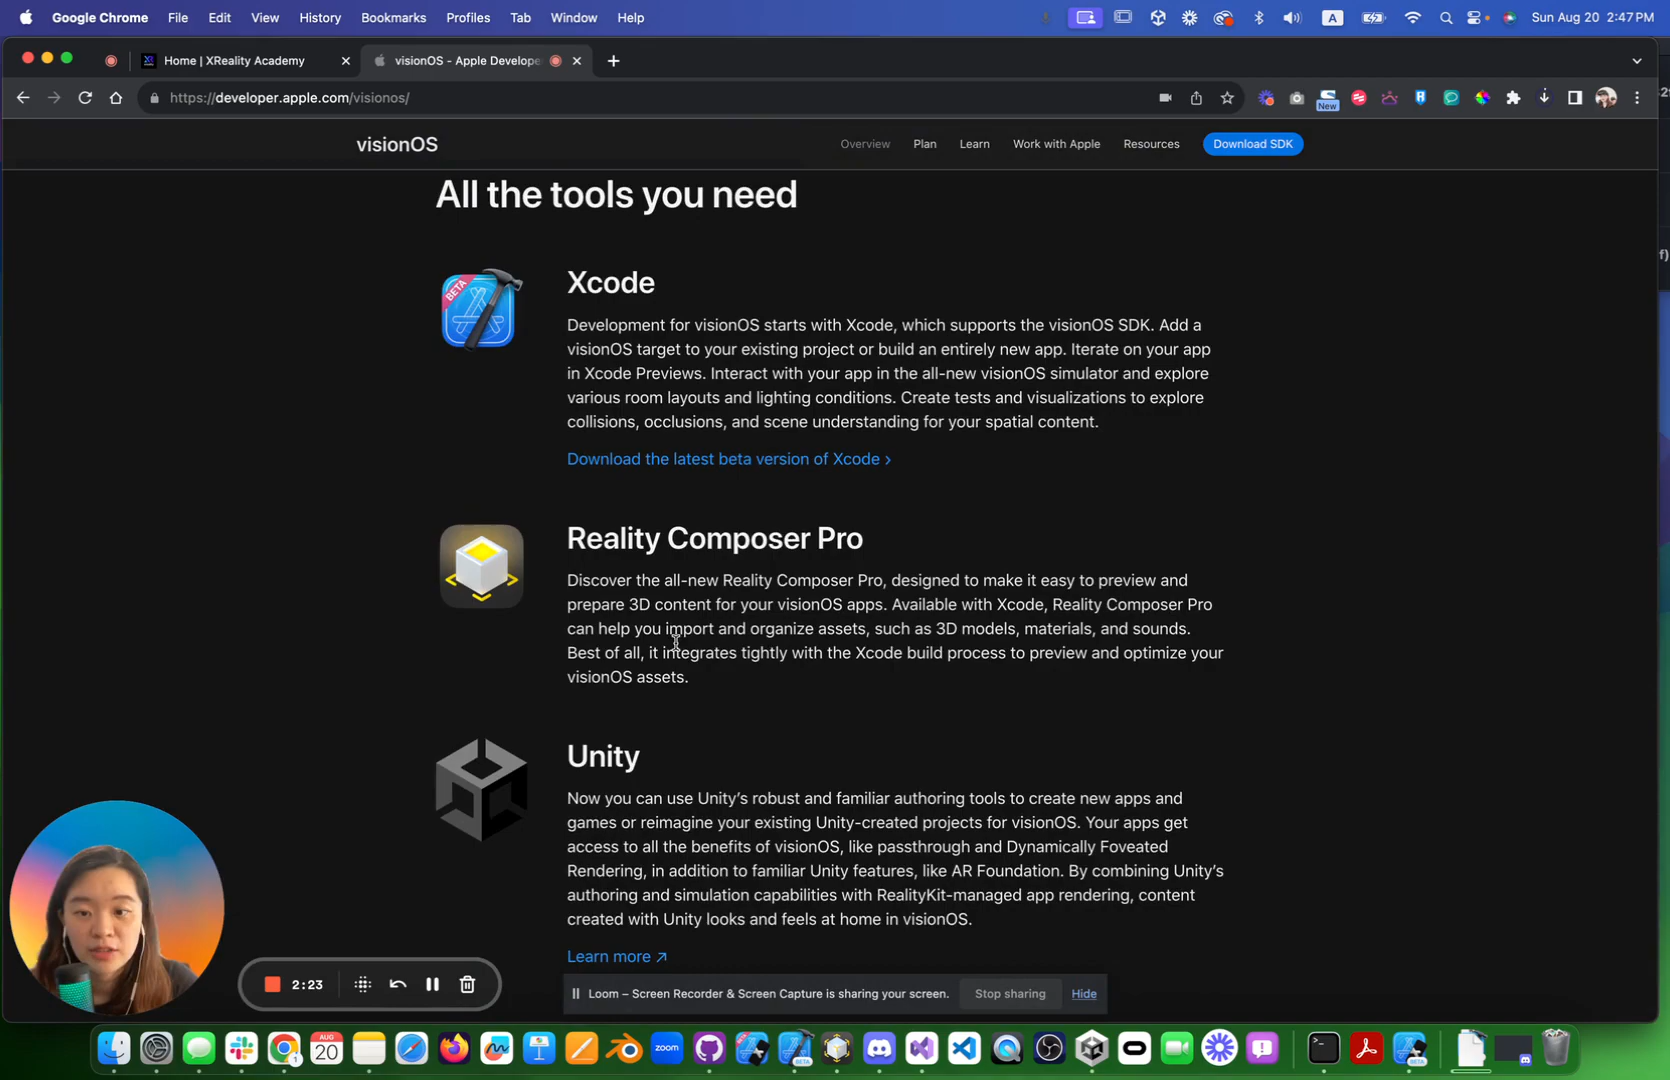 Google Chrome File Edit View History Bookmarks Profiles Tab Window Help
A
Sun Aug 20 2:47PM
Home | XReality Academy
visionOS - Apple Develope
https://developer.apple.com/visionos/
New
visionOS
Overview Plan Learn Work with Apple Resources Download SDK
All the tools you need
BETA
Xcode
Development for visionOS starts with Xcode, which supports the visionOS SDK. Add a
visionOS target to your existing project or build an entirely new app. Iterate on your app
in Xcode Previews. Interact with your app in the all-new visionOS simulator and explore
various room layouts and lighting conditions. Create tests and visualizations to explore
collisions, occlusions, and scene understanding for your spatial content.
Download the latest beta version of Xcode ›
Reality Composer Pro
Discover the all-new Reality Composer Pro, designed to make it easy to preview and
prepare 3D content for your visionOS apps. Available with Xcode, Reality Composer Pro
can help you import and organize assets, such as 3D models, materials, and sounds.
Best of all, it integrates tightly with the Xcode build process to preview and optimize your
visionOS assets.
Unity
Now you can use Unity's robust and familiar authoring tools to create new apps and
games or reimagine your existing Unity-created projects for visionOS. Your apps get
access to all the benefits of visionOS, like passthrough and Dynamically Foveated
Rendering, in addition to familiar Unity features, like AR Foundation. By combining Unity's
authoring and simulation capabilities with RealityKit-managed app rendering, content
created with Unity looks and feels at home in visionOS.
Learn more ↗
2:23
Loom – Screen Recorder & Screen Capture is sharing your screen. Stop sharing Hide
AUG
20
zoom